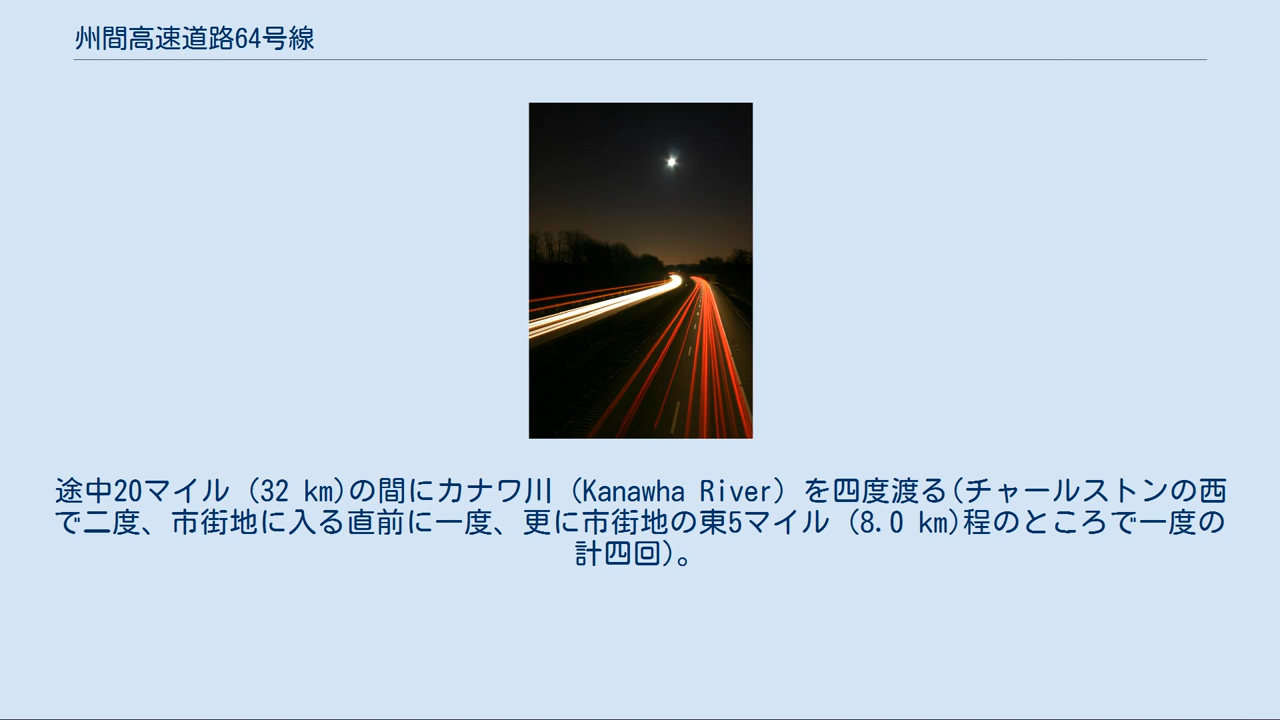 州間高速道路64号線
途中20マイル (32 km)の間にカナワ川 (Kanawha River) を四度渡る(チャールストンの西
で二度、市街地に入る直前に一度、更に市街地の東5マイル (8.0 km)程のところで一度の
計四回)。